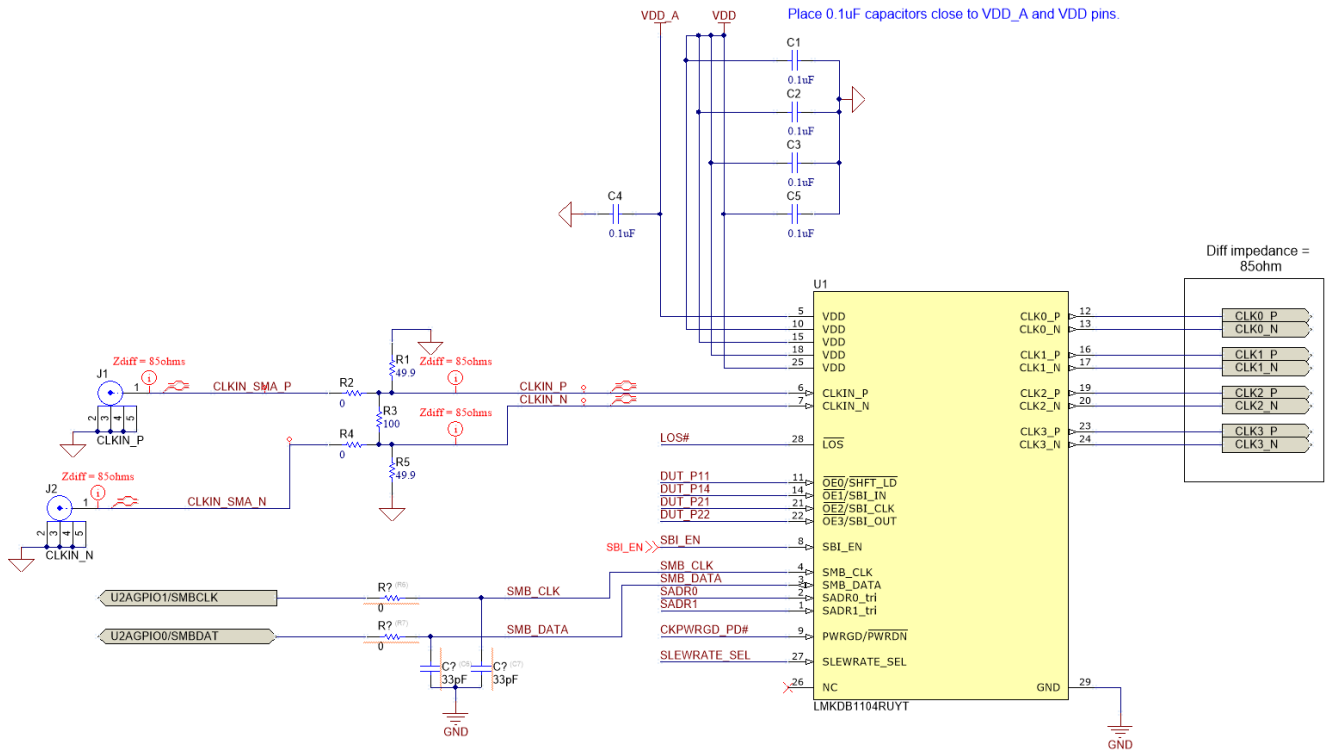 VDD_A
VDD
Place 0.1uF capacitors close to VDD_A and VDD pins.
C1
0.1uF
C2
0.1uF
C3
0.1uF
C4
0.1uF
C5
0.1uF
Diff impedance =
85ohm
U1
5 VDD
10 VDD
15 VDD
18 VDD
25 VDD
6 CLKIN_P
7 CLKIN_N
28 LOS
11 OE0/SHFT_LD
14 OE1/SBI_IN
21 OE2/SBI_CLK
22 OE3/SBI_OUT
8 SBI_EN
4 SMB_CLK
3 SMB_DATA
2 SADR0_tri
1 SADR1_tri
9 PWRGD/PWRDN
27 SLEWRATE_SEL
26 NC
LMKDB1104RUYT
CLK0_P 12 CLK0_P
CLK0_N 13 CLK0_N
CLK1_P 16 CLK1_P
CLK1_N 17 CLK1_N
CLK2_P 19 CLK2_P
CLK2_N 20 CLK2_N
CLK3_P 23 CLK3_P
CLK3_N 24 CLK3_N
GND 29
GND
Zdiff = 85ohms
i
J1
1
2 3 4 5
CLKIN_P
CLKIN_SMA_P
R2
0
R1
49.9
R3
100
R4
0
R5
49.9
Zdiff = 85ohms
i
CLKIN_P
CLKIN_N
Zdiff = 85ohms
i
Zdiff = 85ohms
i
J2
1
2 3 4 5
CLKIN_N
CLKIN_SMA_N
LOS#
DUT_P11
DUT_P14
DUT_P21
DUT_P22
SBI_EN
SBI_EN
SMB_CLK
SMB_DATA
SADR0
SADR1
CKPWRGD_PD#
SLEWRATE_SEL
U2AGPIO1/SMBCLK
R? (R6)
0
SMB_CLK
U2AGPIO0/SMBDAT
R? (R7)
0
SMB_DATA
C? (C6)
33pF
C? (C7)
33pF
GND